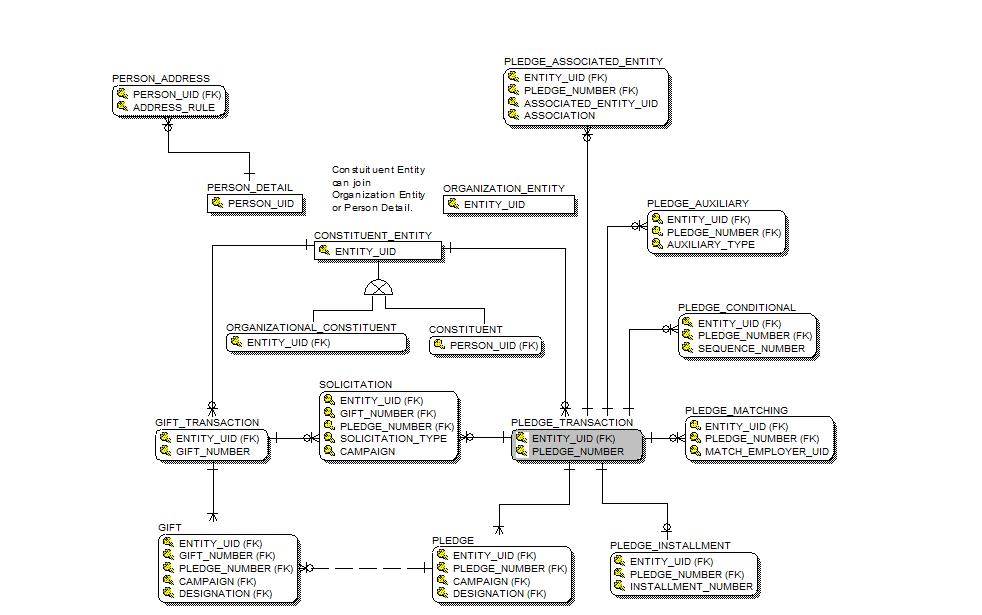 PERSON_ADDRESS
PERSON_UID (FK)
ADDRESS_RULE
PLEDGE_ASSOCIATED_ENTITY
ENTITY_UID (FK)
PLEDGE_NUMBER (FK)
ASSOCIATED_ENTITY_UID
ASSOCIATION
PERSON_DETAIL
PERSON_UID
Constuituent Entity
can join
Organization Entity
or Person Detail.
ORGANIZATION_ENTITY
ENTITY_UID
PLEDGE_AUXILIARY
ENTITY_UID (FK)
PLEDGE_NUMBER (FK)
AUXILIARY_TYPE
CONSTITUENT_ENTITY
ENTITY_UID
ORGANIZATIONAL_CONSTITUENT
ENTITY_UID (FK)
CONSTITUENT
PERSON_UID (FK)
PLEDGE_CONDITIONAL
ENTITY_UID (FK)
PLEDGE_NUMBER (FK)
SEQUENCE_NUMBER
GIFT_TRANSACTION
ENTITY_UID (FK)
GIFT_NUMBER
SOLICITATION
ENTITY_UID (FK)
GIFT_NUMBER (FK)
PLEDGE_NUMBER (FK)
SOLICITATION_TYPE
CAMPAIGN
PLEDGE_TRANSACTION
ENTITY_UID (FK)
PLEDGE_NUMBER
PLEDGE_MATCHING
ENTITY_UID (FK)
PLEDGE_NUMBER (FK)
MATCH_EMPLOYER_UID
GIFT
ENTITY_UID (FK)
GIFT_NUMBER (FK)
PLEDGE_NUMBER (FK)
CAMPAIGN (FK)
DESIGNATION (FK)
PLEDGE
ENTITY_UID (FK)
PLEDGE_NUMBER (FK)
CAMPAIGN (FK)
DESIGNATION (FK)
PLEDGE_INSTALLMENT
ENTITY_UID (FK)
PLEDGE_NUMBER (FK)
INSTALLMENT_NUMBER